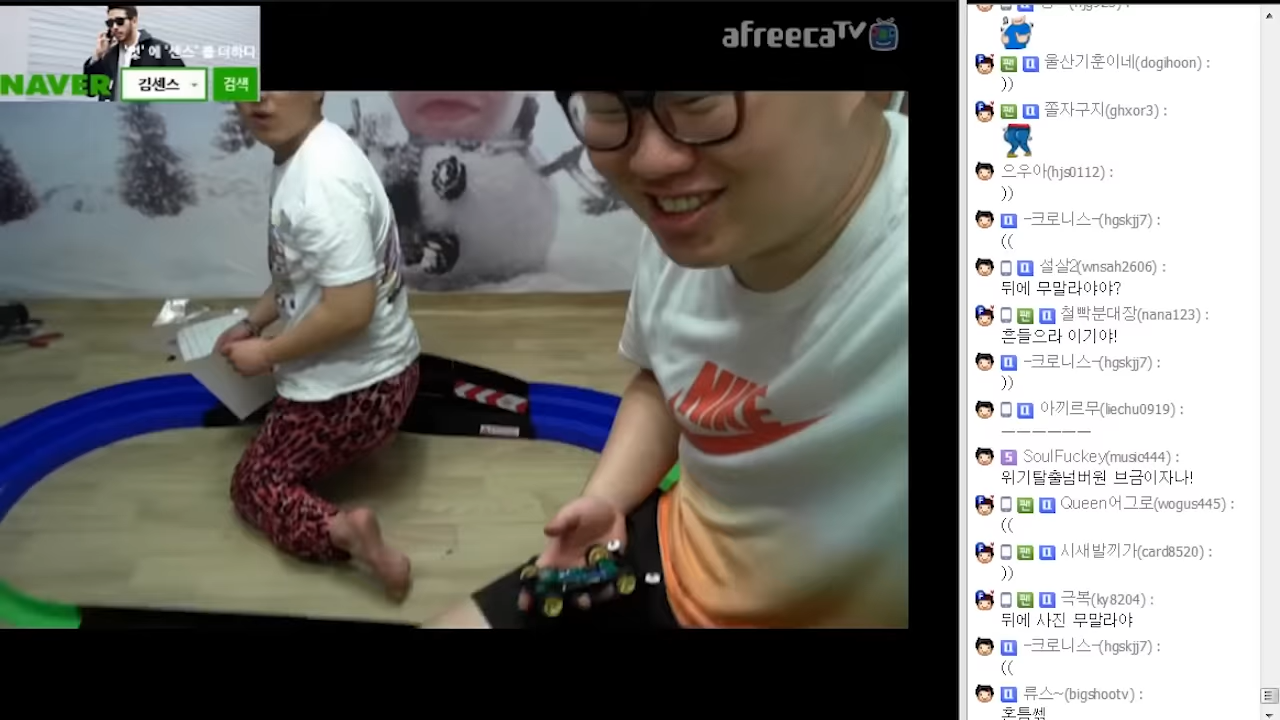 '멋' 에 '센스' 를 더하다
NAVER 김센스 검색
afreecaTV
NIKE
울산기훈이네(dogihoon) :
))
쫄자구지(ghxor3) :
으우아(hjs0112) :
))
-크로니스-(hgskjj7) :
((
설살2(wnsah2606) :
뒤에 무말라야야?
철빡분대장(nana123) :
흔들으라 이기야!
-크로니스-(hgskjj7) :
))
아끼르무(liechu0919) :
ㅡㅡㅡㅡㅡㅡ
SoulFuckey(music444) :
위기탈출넘버원 브금이자나!
Queen어그로(wogus445) :
((
시새발끼가(card8520) :
))
극복(ky8204) :
뒤에 사진 무말라야
-크로니스-(hgskjj7) :
((
류스~(bigshootv) :